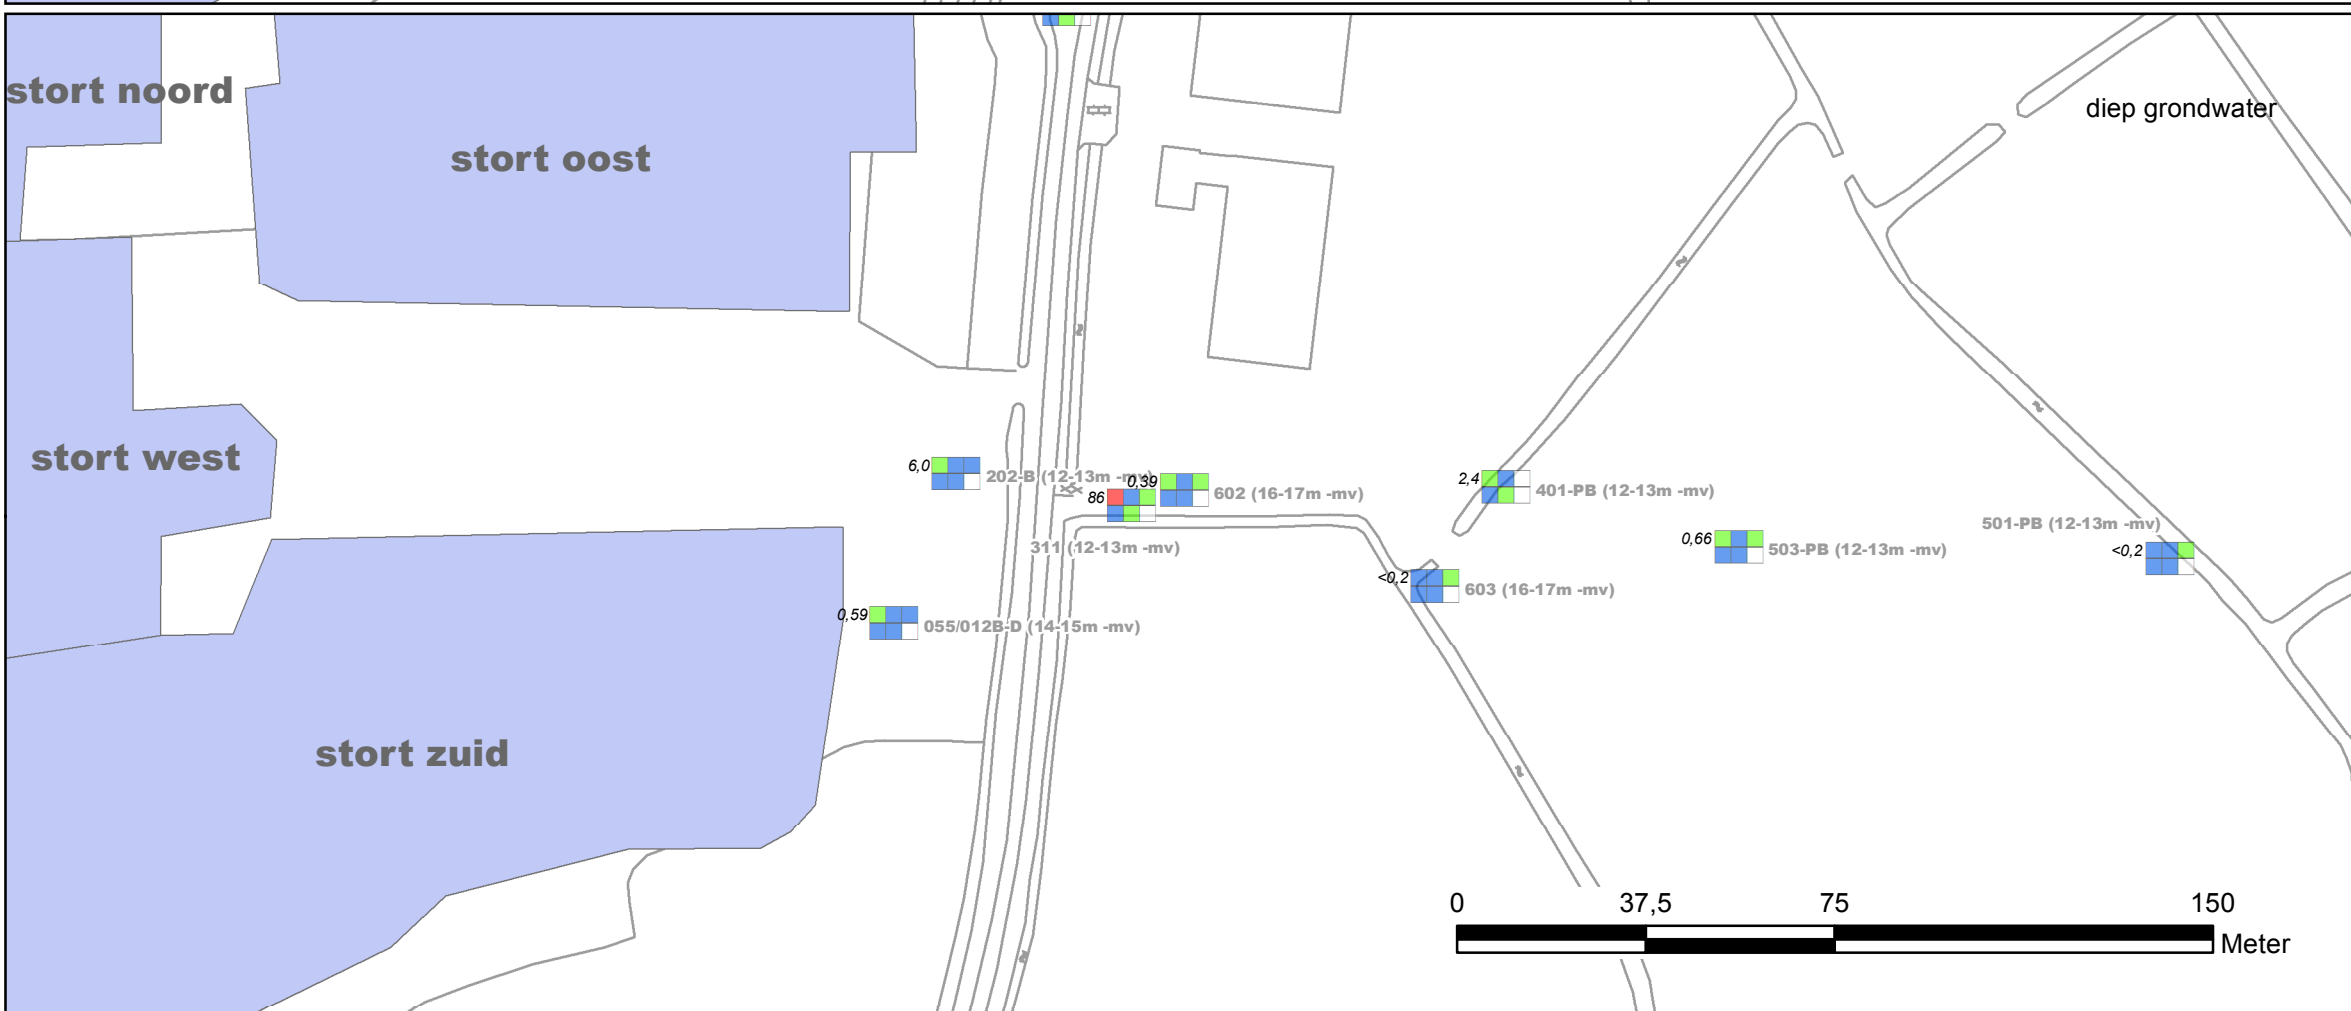 stort noord
diep grondwater
stort oost
stort west
6,0
202-B (12-13m -mv)
0,39
602 (16-17m -mv)
86
311 (12-13m -mv)
2,4
401-PB (12-13m -mv)
0,66
503-PB (12-13m -mv)
501-PB (12-13m -mv)
<0,2
<0,2
603 (16-17m -mv)
0,59
055/012B-D (14-15m -mv)
stort zuid
0 37,5 75 150
Meter